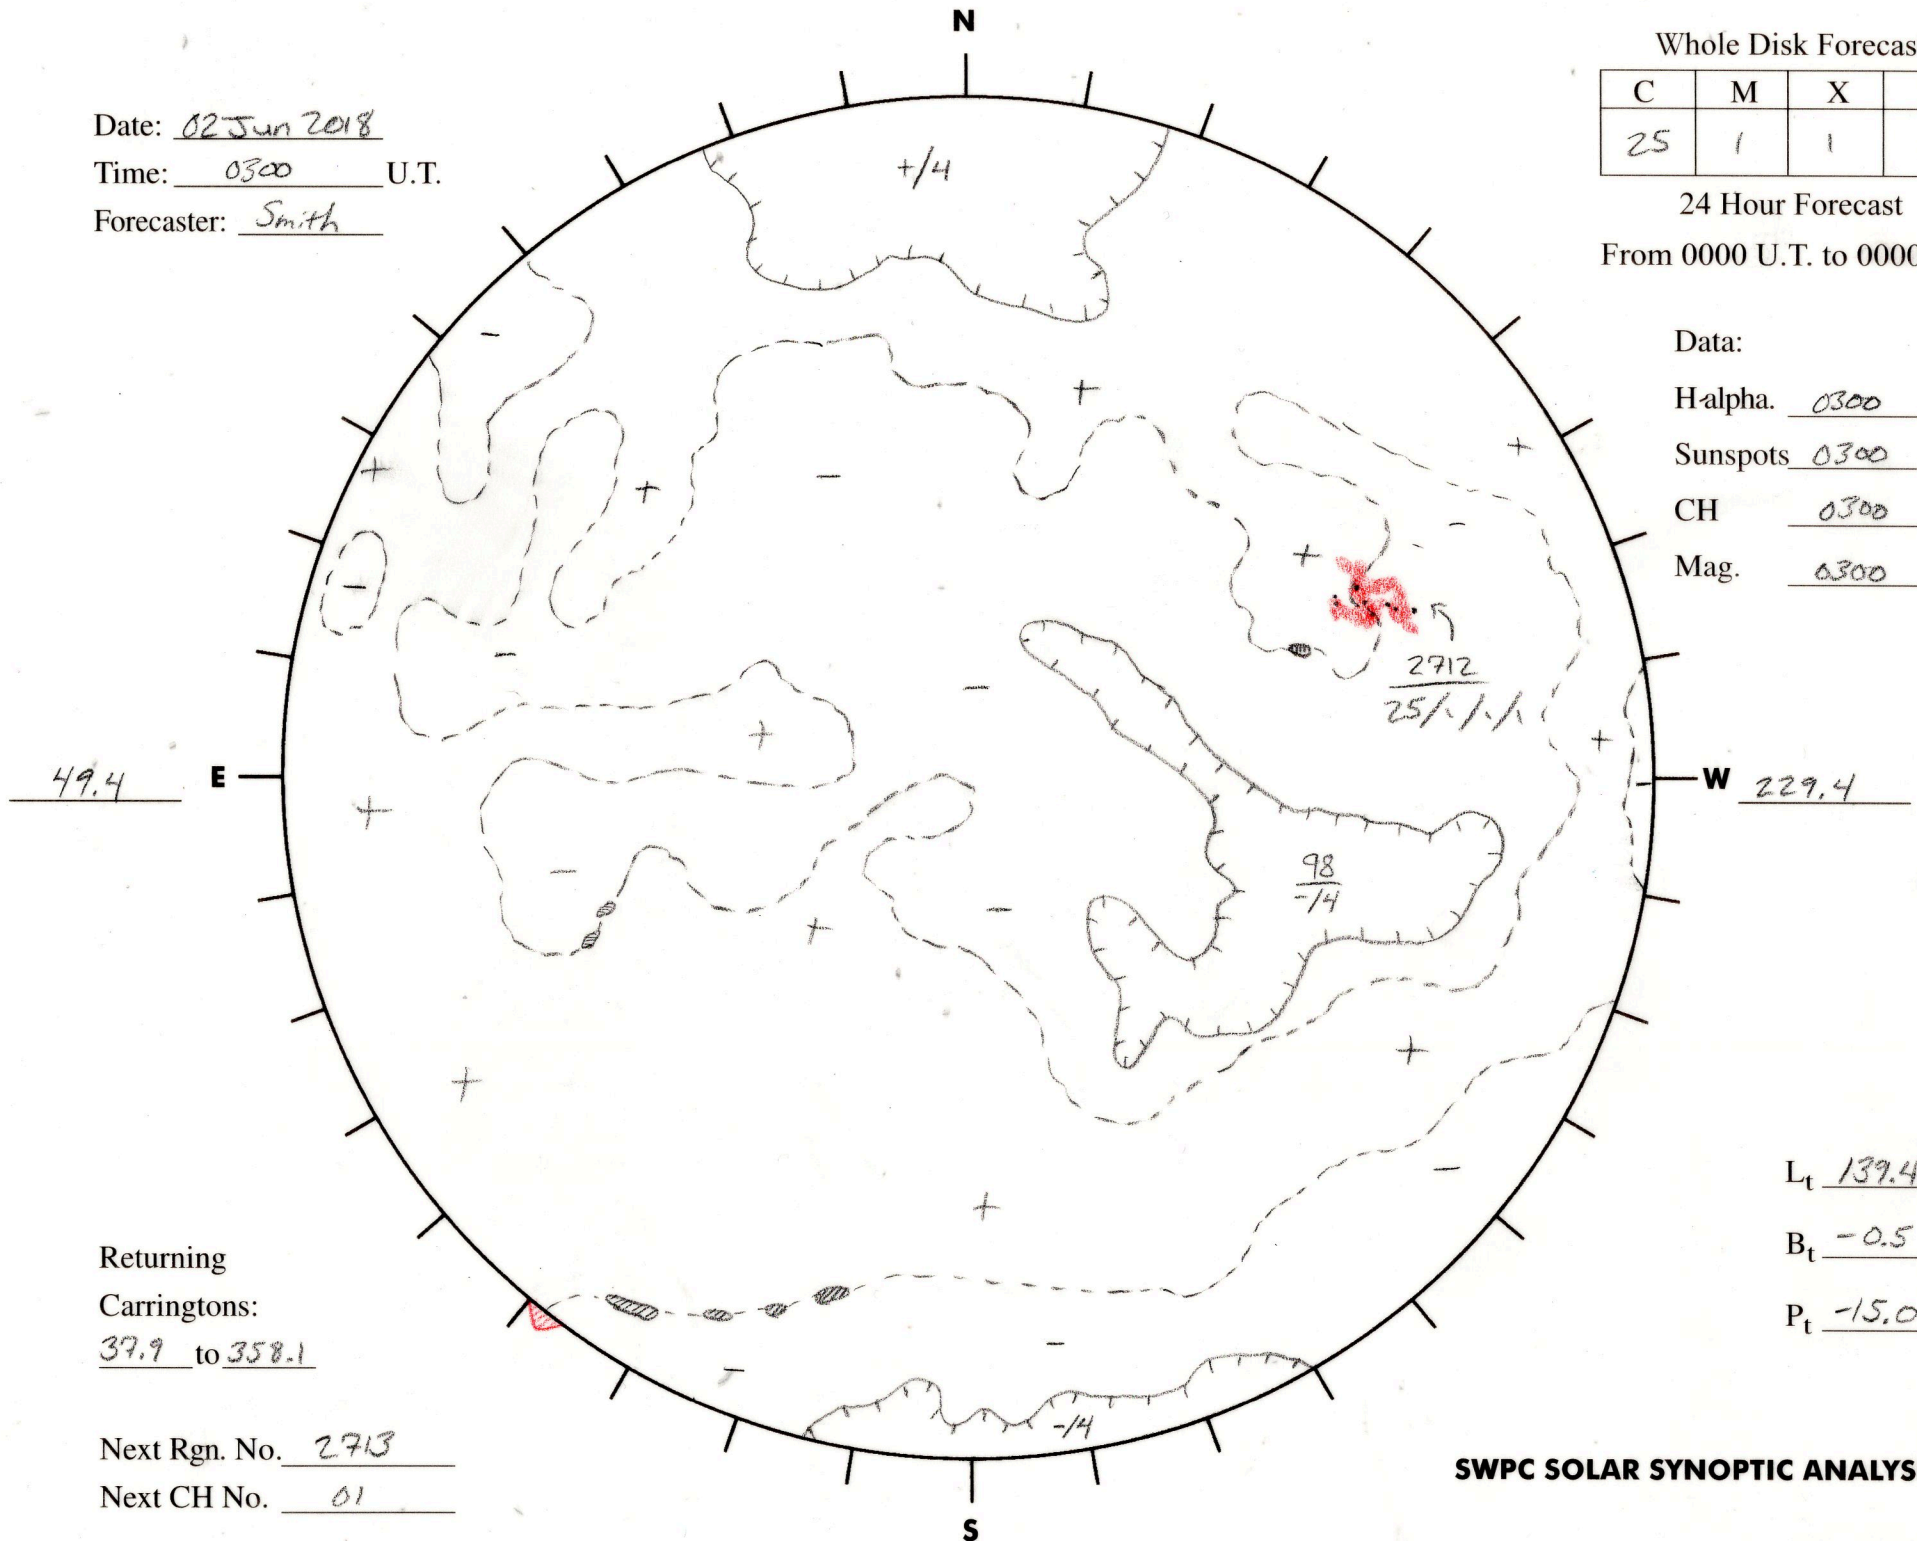 N
Whole Disk Forecas
C M X
25 1 1
24 Hour Forecast
From 0000 U.T. to 0000
Date: 02 Jun 2018
Time: 0300 U.T.
Forecaster: Smith
+/4
Data:
H-alpha. 0300
Sunspots 0300
CH 0300
Mag. 0300
2712
25/1/1/1
49.4 E
W 229.4
98
-/4
Lt 139.4
Bt -0.5
Pt -15.0
Returning
Carringtons:
37.9 to 358.1
-/4
Next Rgn. No. 2713
Next CH No. 01
SWPC SOLAR SYNOPTIC ANALYS
S